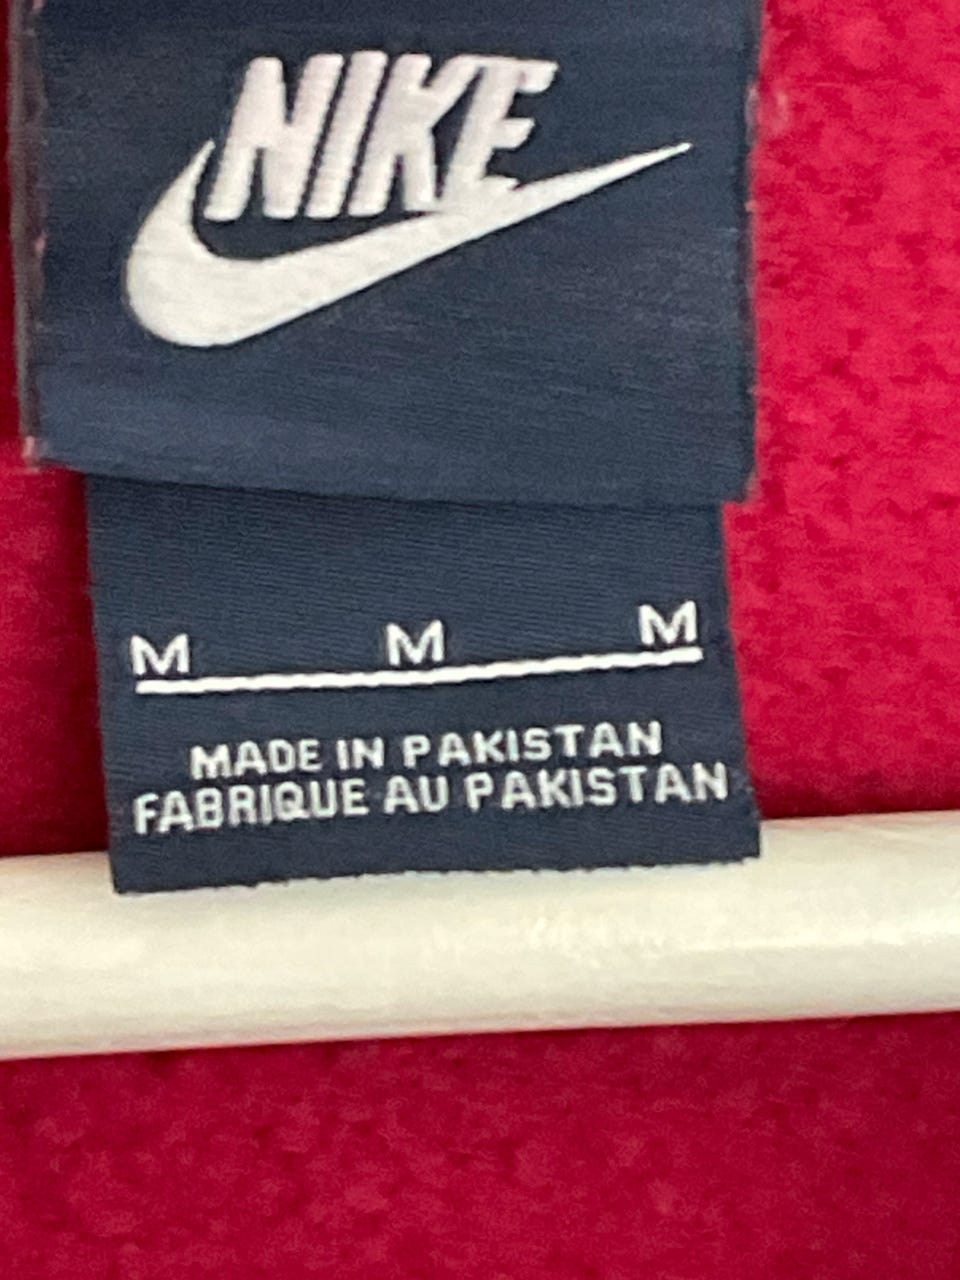 NIKE
M M M
MADE IN PAKISTAN
FABRIQUE AU PAKISTAN